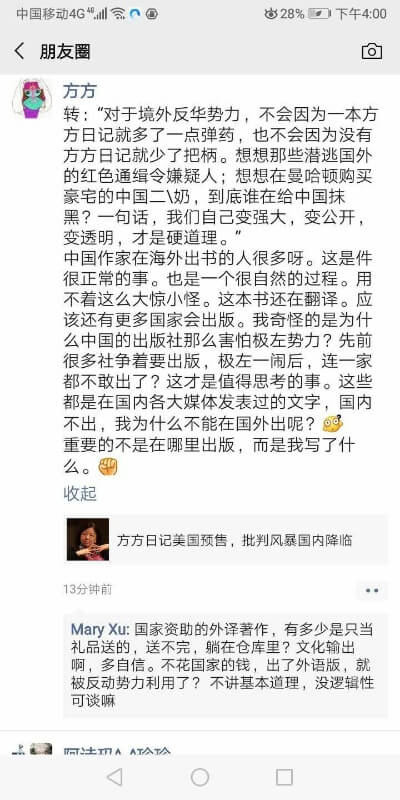 中国移动4G 28% 下午4:00
朋友圈
方方
转：“对于境外反华势力，不会因为一本方
方日记就多了一点弹药，也不会因为没有
方方日记就少了把柄。想想那些潜逃国外
的红色通缉令嫌疑人；想想在曼哈顿购买
豪宅的中国二\奶，到底谁在给中国抹
黑？一句话，我们自己变强大，变公开，
变透明，才是硬道理。”
中国作家在海外出书的人很多呀。这是件
很正常的事。也是一个很自然的过程。用
不着这么大惊小怪。这本书还在翻译。应
该还有更多国家会出版。我奇怪的是为什
么中国的出版社那么害怕极左势力？先前
很多社争着要出版，极左一闹后，连一家
都不敢出了？这才是值得思考的事。这些
都是在国内各大媒体发表过的文字，国内
不出，我为什么不能在国外出呢？
重要的不是在哪里出版，而是我写了什
么。
收起
方方日记美国预售，批判风暴国内降临
13分钟前
Mary Xu: 国家资助的外译著作，有多少是只当
礼品送的，送不完，躺在仓库里？文化输出
啊，多自信。不花国家的钱，出了外语版，就
被反动势力利用了？ 不讲基本道理，没逻辑性
可谈嘛